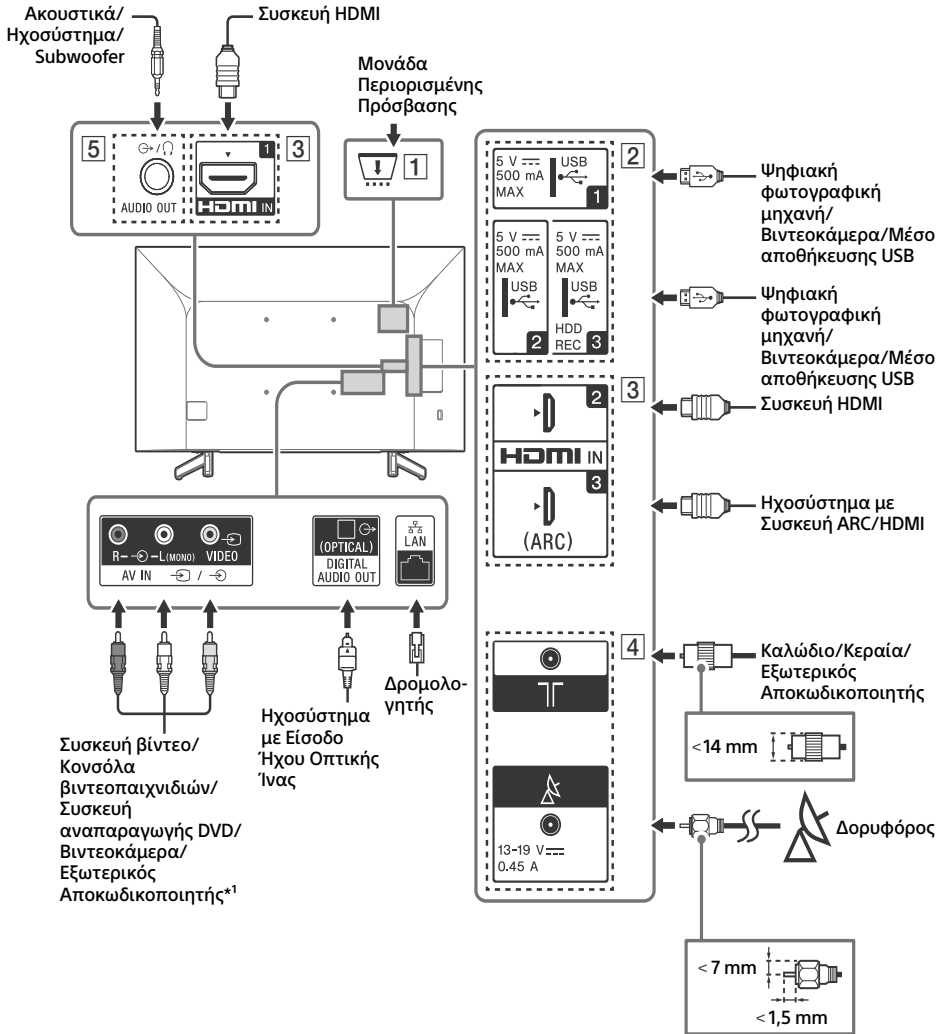 Ακουστικά/
Ηχοσύστημα/
Subwoofer
Συσκευή HDMI
Μονάδα
Περιορισμένης
Πρόσβασης
5
AUDIO OUT
1
HDMI IN
3
1
5 V
500 mA
MAX
USB
1
2
Ψηφιακή
φωτογραφική
μηχανή/
Βιντεοκάμερα/Μέσο
αποθήκευσης USB
5 V
500 mA
MAX
USB
2
5 V
500 mA
MAX
USB
HDD
REC 3
Ψηφιακή
φωτογραφική
μηχανή/
Βιντεοκάμερα/Μέσο
αποθήκευσης USB
2
3
Συσκευή HDMI
HDMI IN
3
(ARC)
Ηχοσύστημα με
Συσκευή ARC/HDMI
R- -L(MONO) VIDEO
AV IN /
(OPTICAL)
DIGITAL
AUDIO OUT
LAN
Συσκευή βίντεο/
Κονσόλα
βιντεοπαιχνιδιών/
Συσκευή
αναπαραγωγής DVD/
Βιντεοκάμερα/
Εξωτερικός
Αποκωδικοποιητής*1
Ηχοσύστημα
με Είσοδο
Ήχου Οπτικής
Ίνας
Δρομολο-
γητής
4
Καλώδιο/Κεραία/
Εξωτερικός
Αποκωδικοποιητής
<14 mm
13-19 V
0.45 A
Δορυφόρος
< 7 mm
<1,5 mm